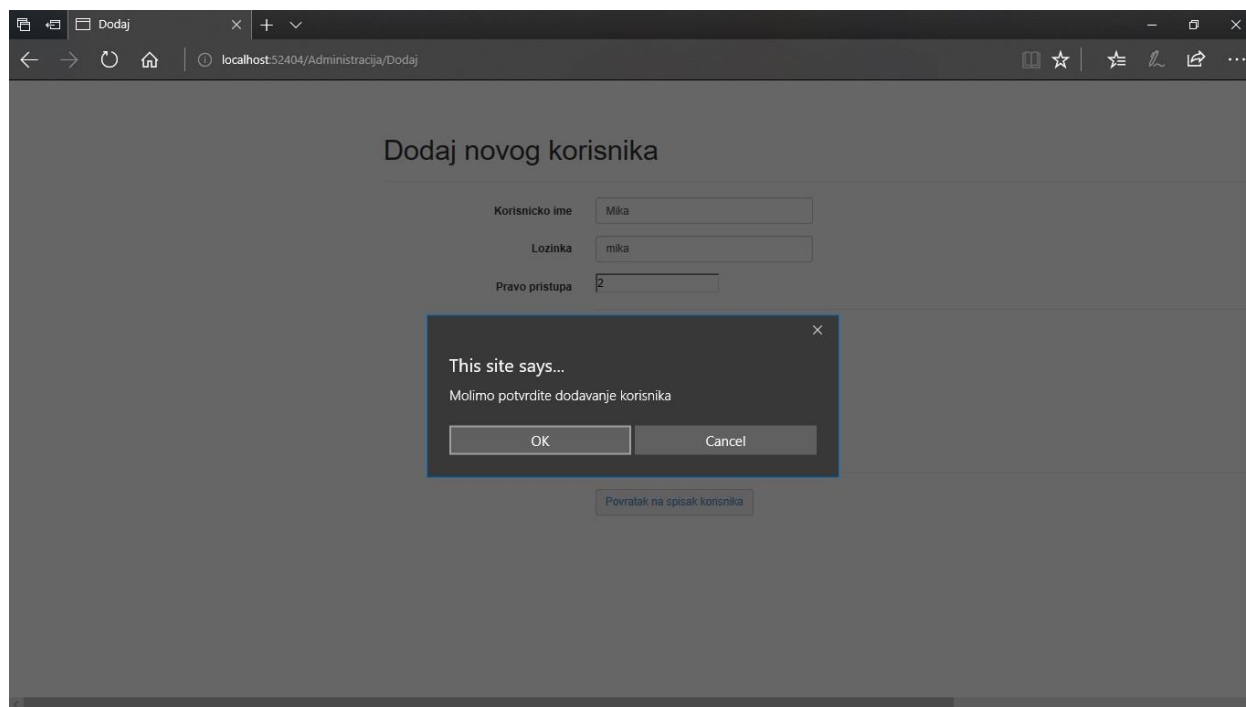 Dodaj
localhost:52404/Administracija/Dodaj
Dodaj novog korisnika
Korisnicko ime Mika
Lozinka mika
Pravo pristupa 2
This site says...
Molimo potvrdite dodavanje korisnika
OK Cancel
Povratak na spisak korisnika